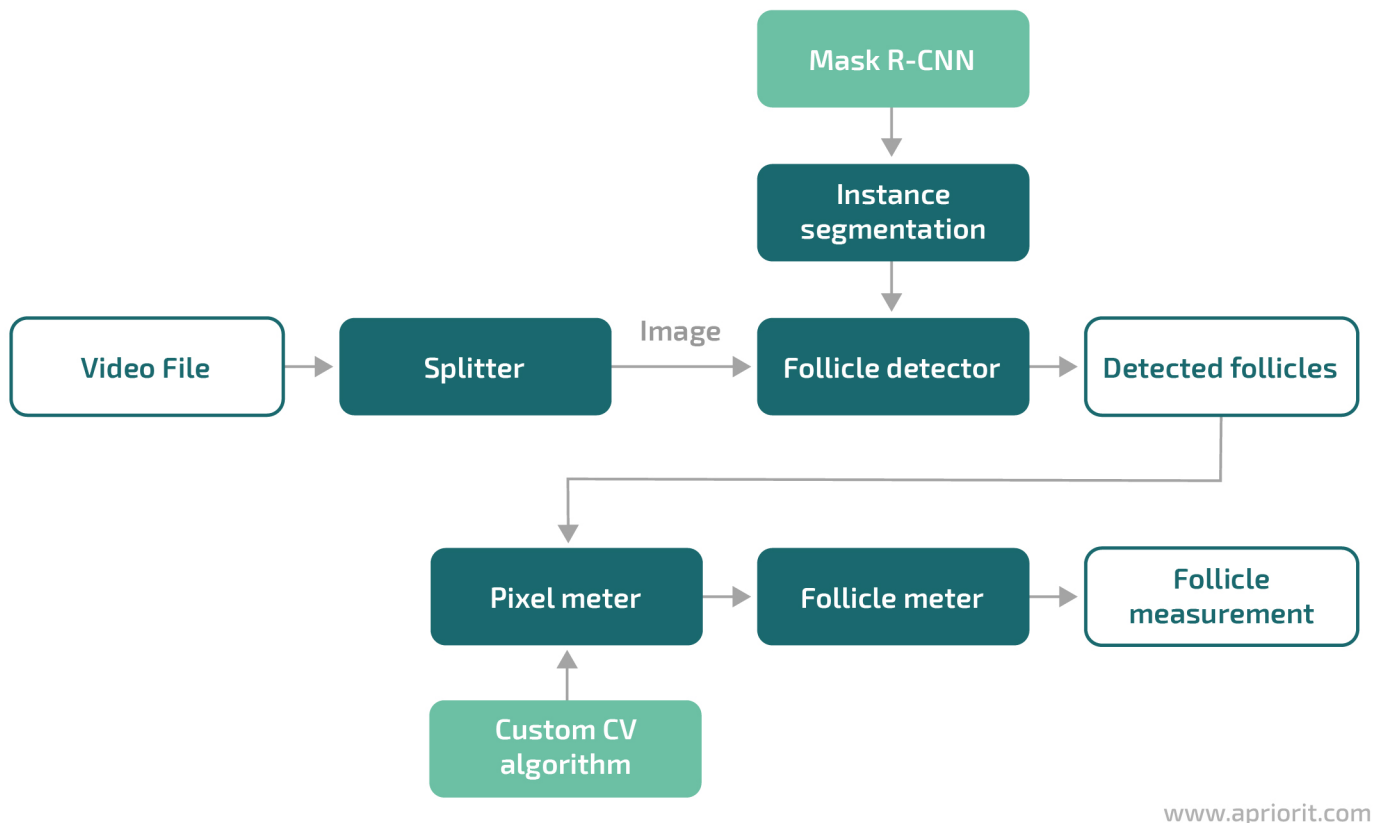 Mask R-CNN
Instance
segmentation
Image
Video File
Splitter
Follicle detector
Detected follicles
Pixel meter
Follicle meter
Follicle
measurement
Custom CV
algorithm
www.apriorit.com